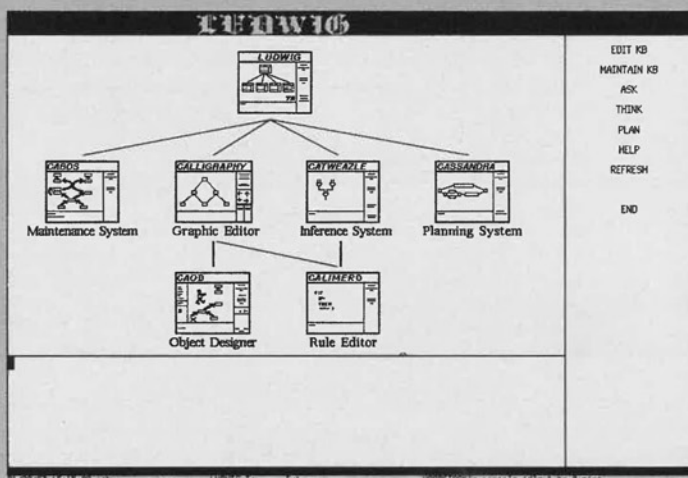 LUDWIG
EDIT KB
MAINTAIN KB
ASK
THINK
PLAN
HELP
REFRESH
END
LUDWIG
CABDS
CALLIGRAPHY
CATWEAZLE
CASSANDRA
Maintenance System
Graphic Editor
Inference System
Planning System
CAOD
CALIMERO
Object Designer
Rule Editor